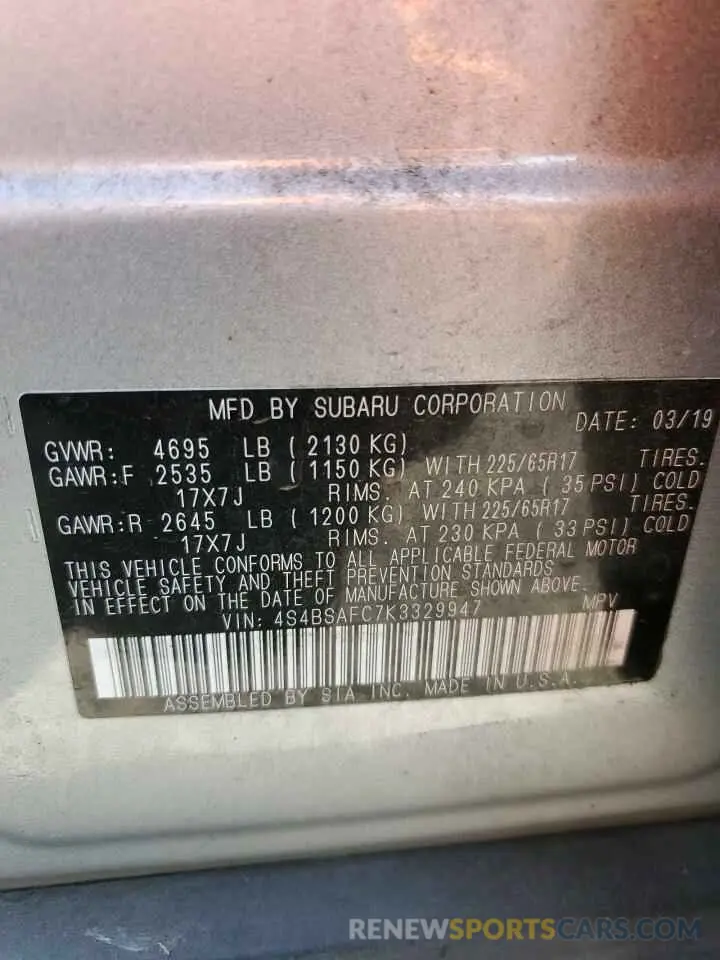 MFD BY SUBARU CORPORATION
DATE: 03/19
GVWR: 4695 LB ( 2130 KG)
GAWR:F 2535 LB ( 1150 KG) WITH 225/65R17 TIRES.
17X7J RIMS. AT 240 KPA ( 35 PSI) COLD
GAWR:R 2645 LB ( 1200 KG) WITH 225/65R17 TIRES.
17X7J RIMS. AT 230 KPA ( 33 PSI) COLD
THIS VEHICLE CONFORMS TO ALL APPLICABLE FEDERAL MOTOR
VEHICLE SAFETY AND THEFT PREVENTION STANDARDS
IN EFFECT ON THE DATE OF MANUFACTURE SHOWN ABOVE.
VIN: 4S4BSAFC7K3329947 MPV
ASSEMBLED BY SIA INC. MADE IN U.S.A.
RENEWSPORTSCARS.COM